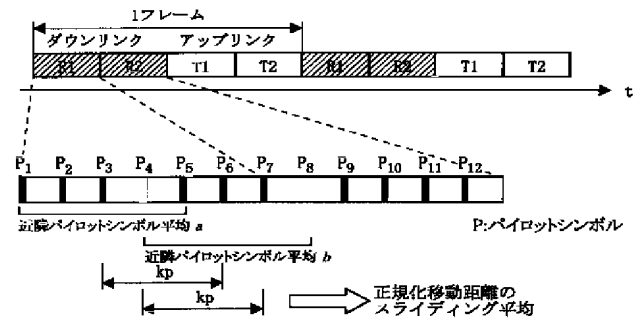 1フレーム
ダウンリンク アップリンク
R1 R2 T1 T2 R1 R2 T1 T2
t
P1 P2 P3 P4 P5 P6 P7 P8 P9 P10 P11 P12
近隣パイロットシンボル平均 a
P:パイロットシンボル
近隣パイロットシンボル平均 b
kp
kp
正規化移動距離の
スライディング平均